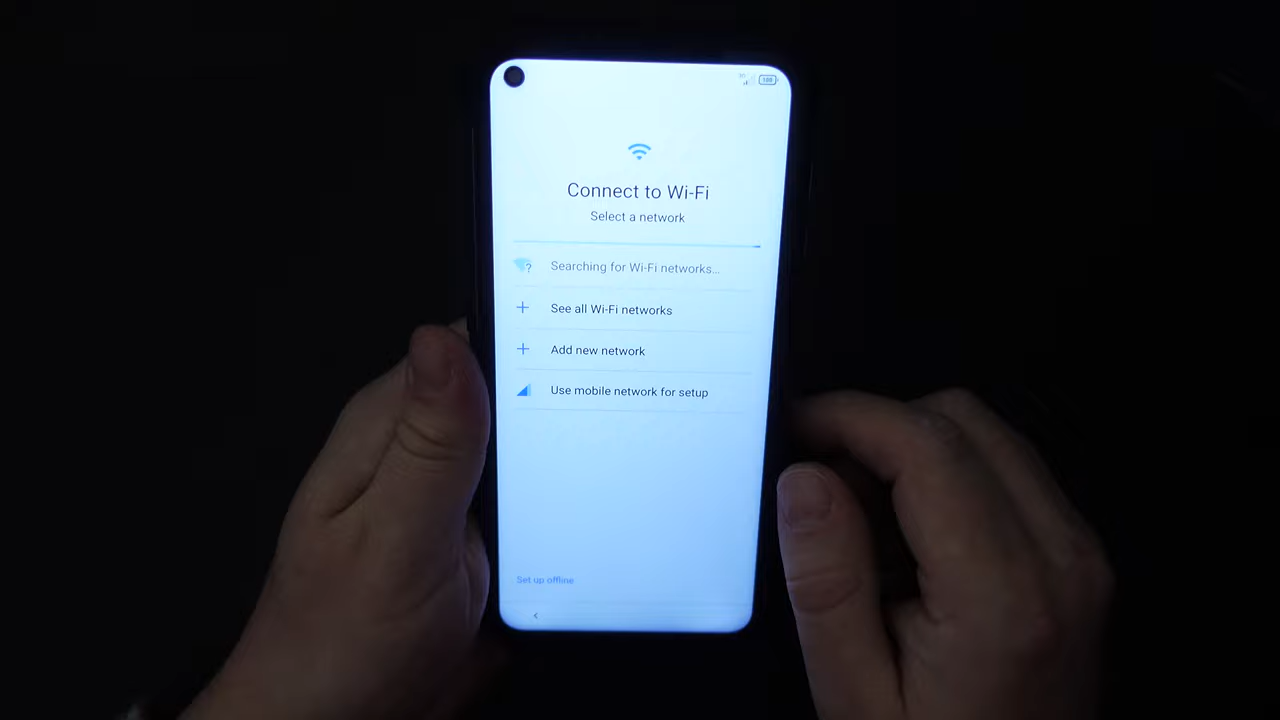 100
Connect to Wi-Fi
Select a network
Searching for Wi-Fi networks...
See all Wi-Fi networks
Add new network
Use mobile network for setup
Set up offline